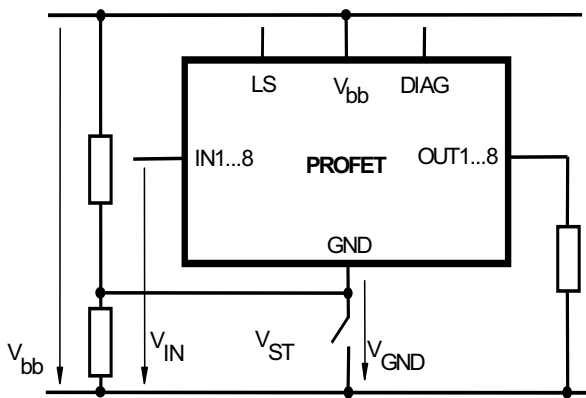 LS
V_bb
DIAG
IN1...8
PROFET
OUT1...8
GND
V_bb
V_IN
V_ST
V_GND